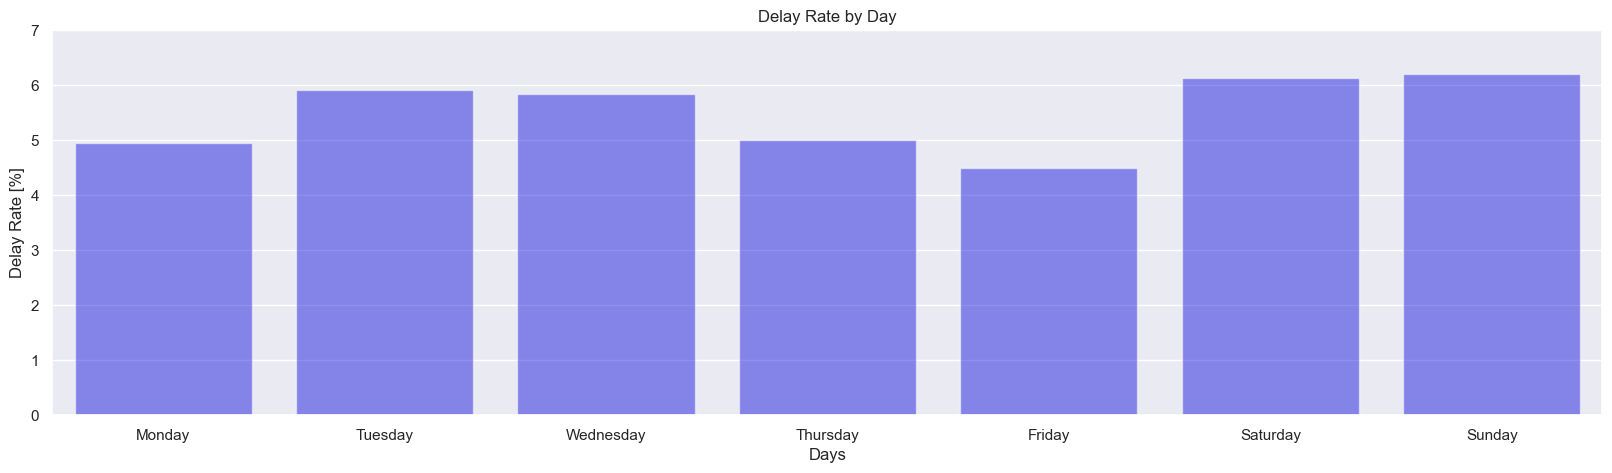 Delay Rate by Day
Delay Rate [%]
7
6
5
4
3
2
1
0
Monday Tuesday Wednesday Thursday Friday Saturday Sunday
Days